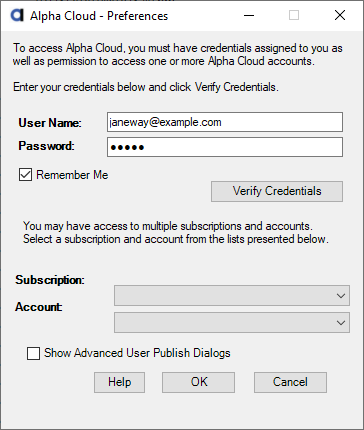 Alpha Cloud - Preferences
To access Alpha Cloud, you must have credentials assigned to you as
well as permission to access one or more Alpha Cloud accounts.
Enter your credentials below and click Verify Credentials.
User Name: janeway@example.com
Password: •••••
Remember Me
Verify Credentials
You may have access to multiple subscriptions and accounts.
Select a subscription and account from the lists presented below.
Subscription:
Account:
Show Advanced User Publish Dialogs
Help OK Cancel